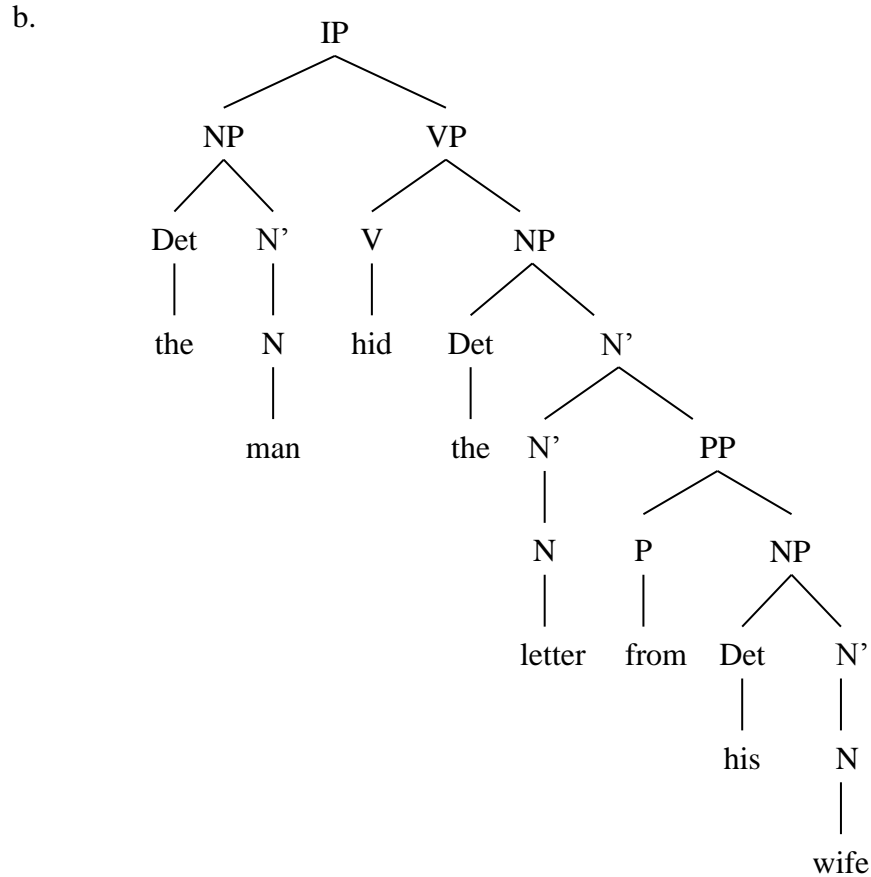 b.
IP
NP VP
Det N’ V NP
the N hid Det N’
man the N’ PP
N P NP
letter from Det N’
his N
wife